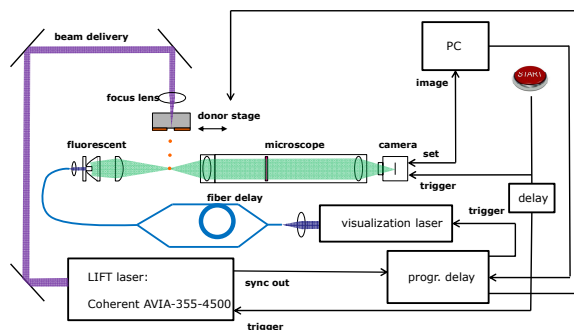 beam delivery
PC
START
focus lens
image
donor stage
fluorescent
microscope
camera
set
trigger
delay
fiber delay
visualization laser
trigger
LIFT laser:
Coherent AVIA-355-4500
sync out
progr. delay
trigger